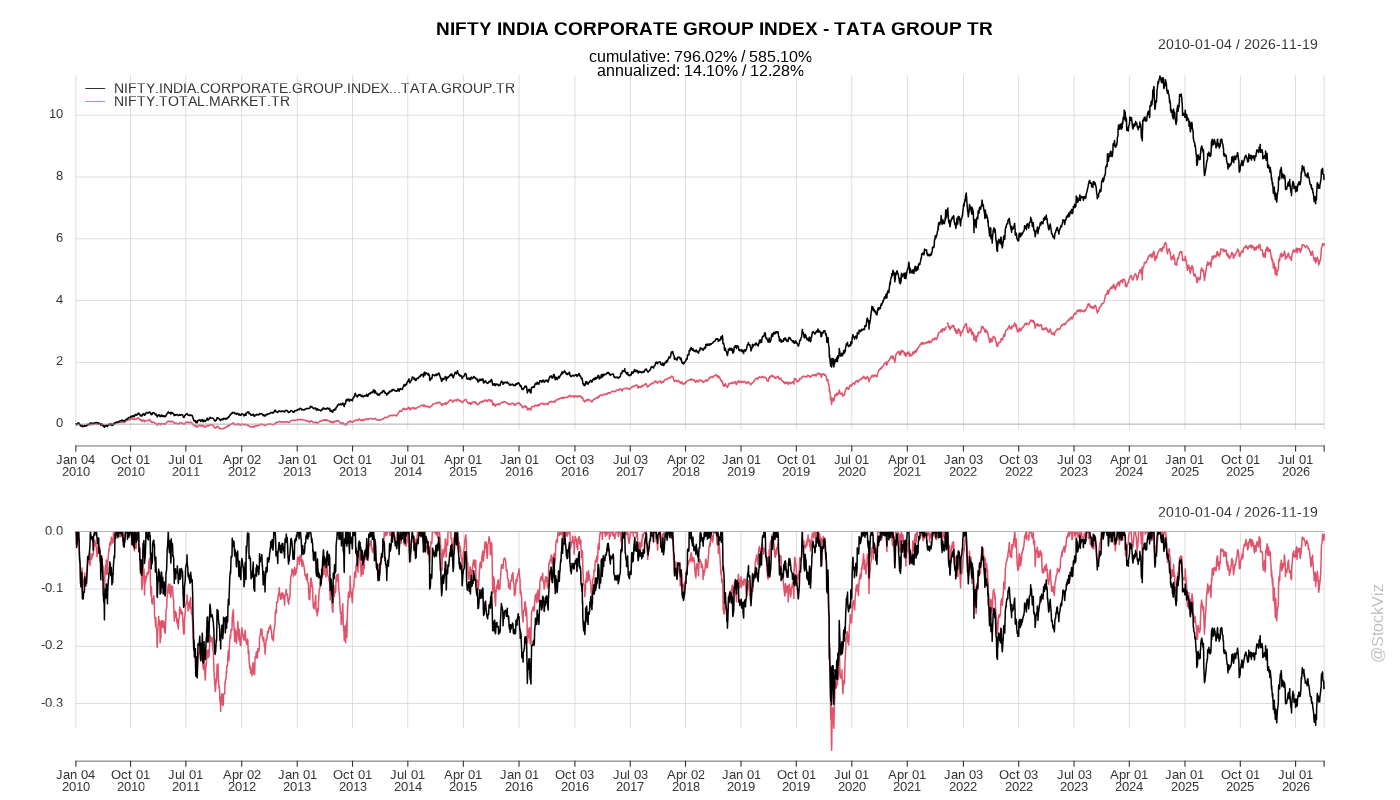 NIFTY INDIA CORPORATE GROUP INDEX - TATA GROUP TR
2010-01-04 / 2026-11-19
cumulative: 796.02% / 585.10%
annualized: 14.10% / 12.28%
NIFTY.INDIA.CORPORATE.GROUP.INDEX...TATA.GROUP.TR
NIFTY.TOTAL.MARKET.TR
10
8
6
4
2
0
Jan 04 Oct 01 Jul 01 Apr 02 Jan 01 Oct 01 Jul 01 Apr 01 Jan 01 Oct 03 Jul 03 Apr 02 Jan 01 Oct 01 Jul 01 Apr 01 Jan 03 Oct 03 Jul 03 Apr 01 Jan 01 Oct 01 Jul 01
2010 2010 2011 2012 2013 2013 2014 2015 2016 2016 2017 2018 2019 2019 2020 2021 2022 2022 2023 2024 2025 2025 2026
2010-01-04 / 2026-11-19
0.0
-0.1
-0.2
-0.3
Jan 04 Oct 01 Jul 01 Apr 02 Jan 01 Oct 01 Jul 01 Apr 01 Jan 01 Oct 03 Jul 03 Apr 02 Jan 01 Oct 01 Jul 01 Apr 01 Jan 03 Oct 03 Jul 03 Apr 01 Jan 01 Oct 01 Jul 01
2010 2010 2011 2012 2013 2013 2014 2015 2016 2016 2017 2018 2019 2019 2020 2021 2022 2022 2023 2024 2025 2025 2026
@StockViz